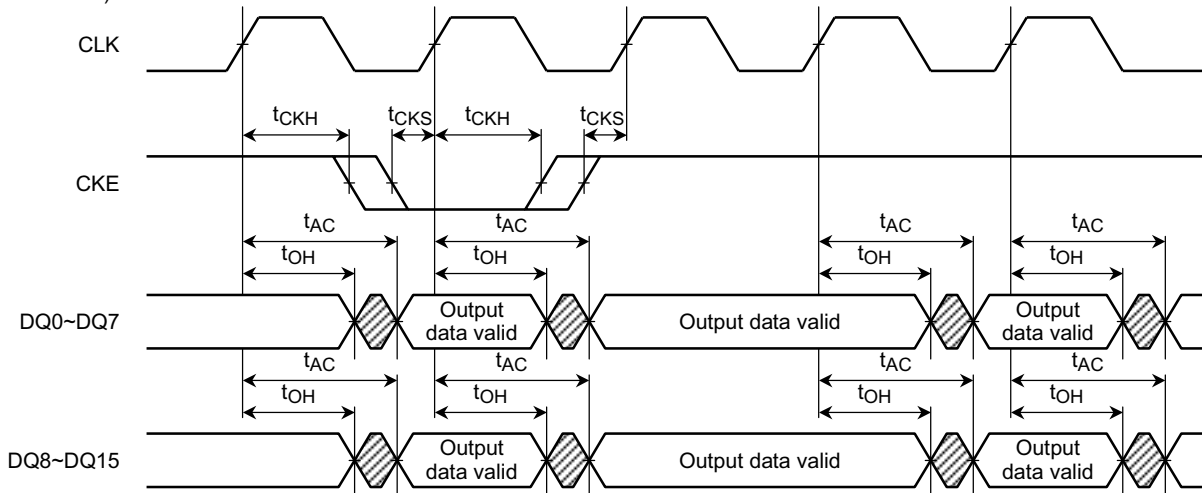 )
CLK
tCKH tCKS tCKH tCKS
CKE
tAC tAC tAC tAC
tOH tOH tOH tOH
DQ0~DQ7 Output data valid Output data valid Output data valid
tAC tAC tAC tAC
tOH tOH tOH tOH
DQ8~DQ15 Output data valid Output data valid Output data valid